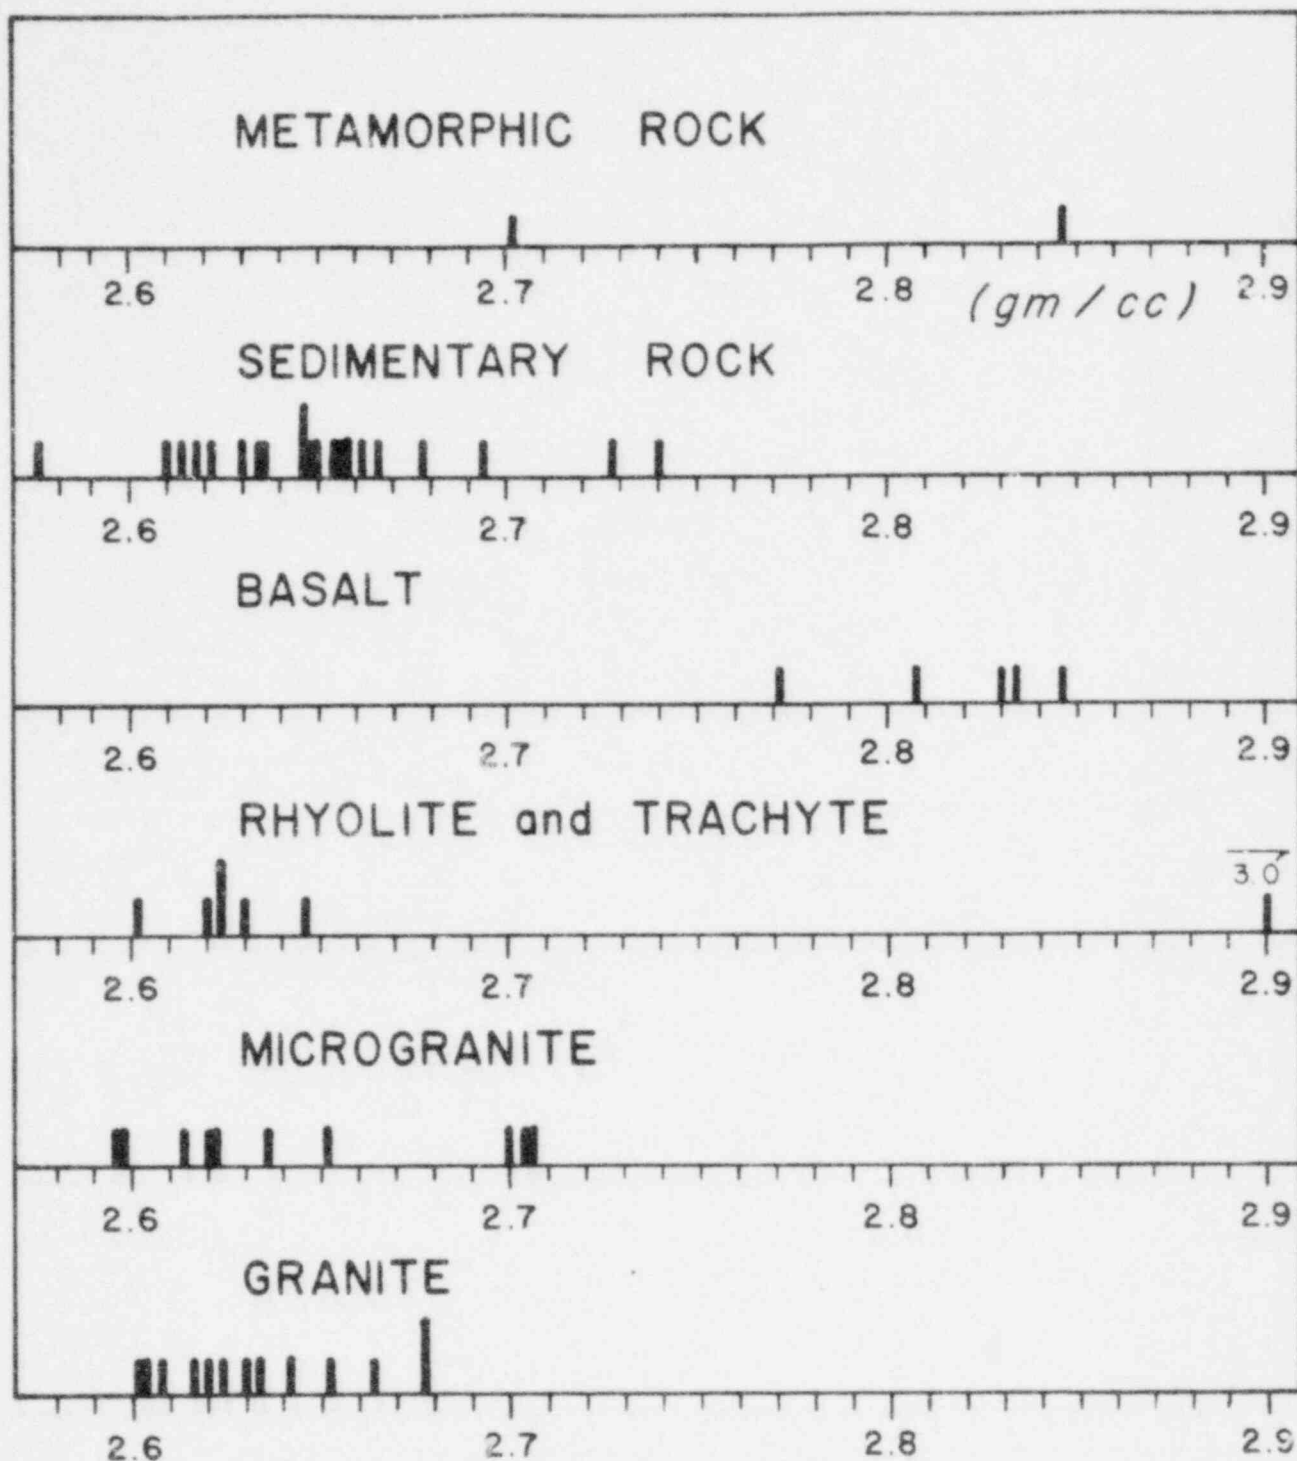 METAMORPHIC ROCK
2.6 2.7 2.8 (gm/cc) 2.9
SEDIMENTARY ROCK
2.6 2.7 2.8 2.9
BASALT
2.6 2.7 2.8 2.9
RHYOLITE and TRACHYTE
3.0
2.6 2.7 2.8 2.9
MICROGRANITE
2.6 2.7 2.8 2.9
GRANITE
2.6 2.7 2.8 2.9